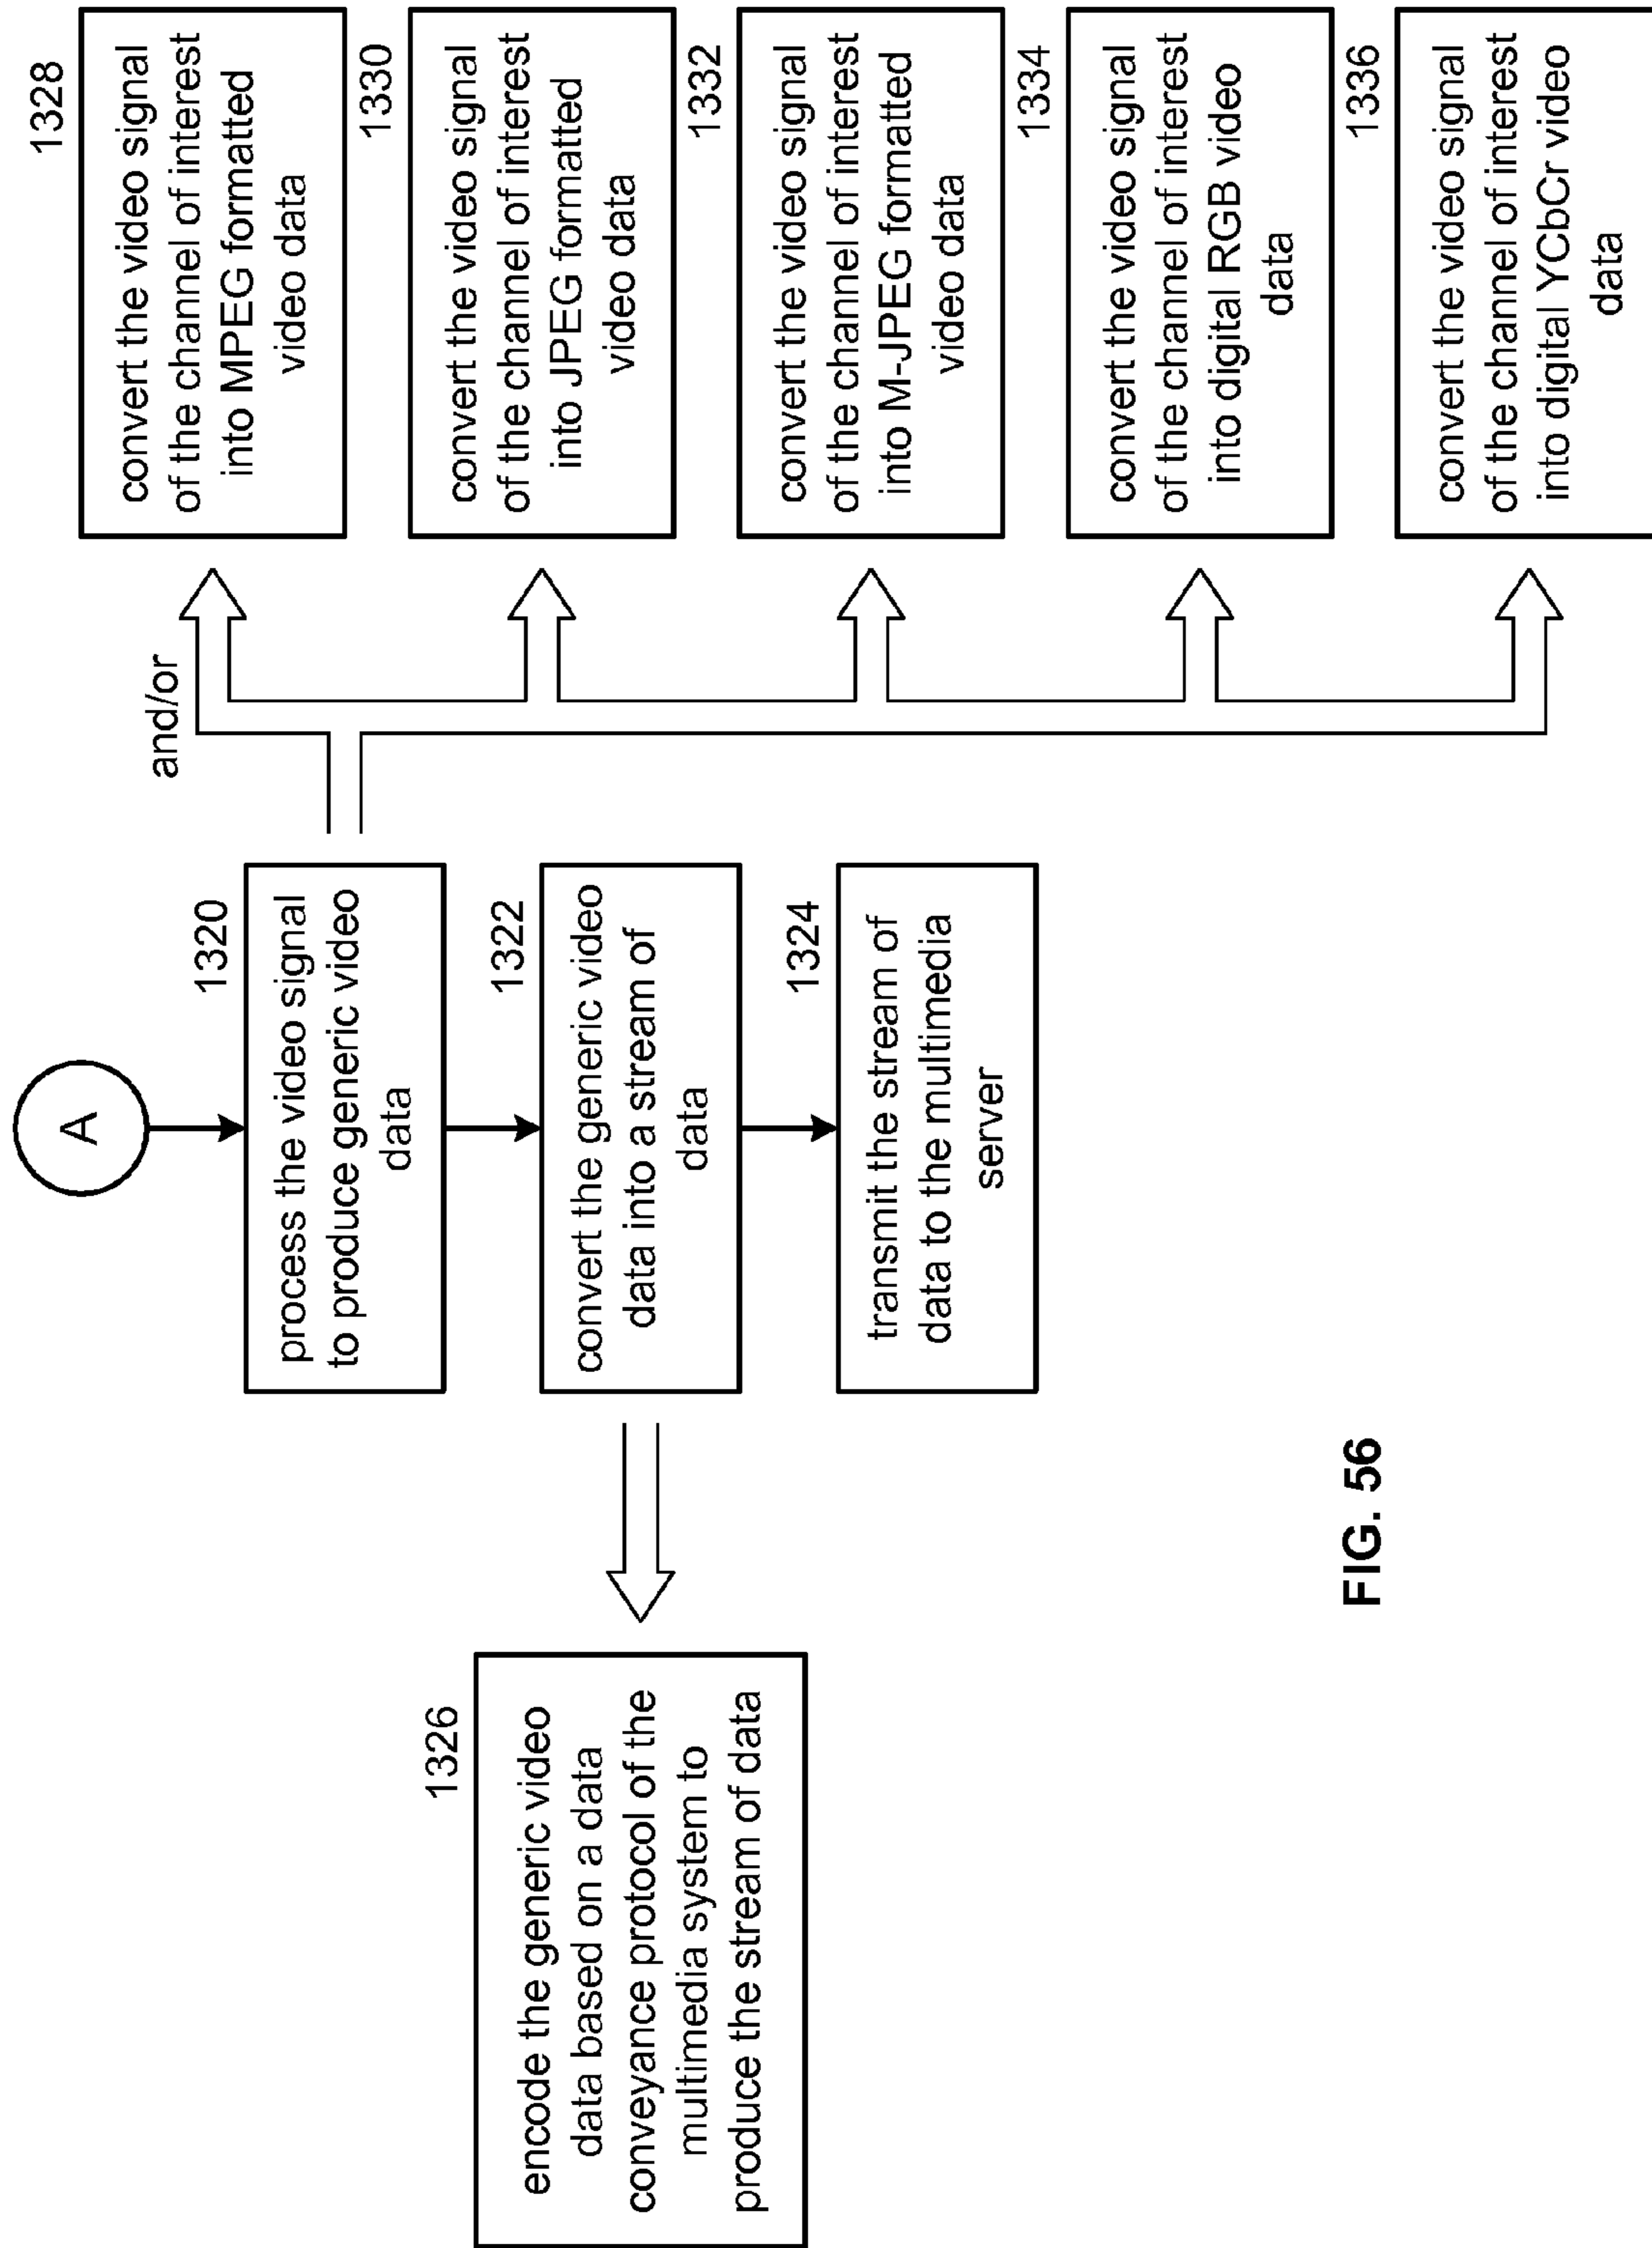 A
1320
process the video signal
to produce generic video
data
1322
convert the generic video
data into a stream of
data
1324
transmit the stream of
data to the multimedia
server
1326
encode the generic video
data based on a data
conveyance protocol of the
multimedia system to
produce the stream of data
and/or
1328
convert the video signal
of the channel of interest
into MPEG formatted
video data
1330
convert the video signal
of the channel of interest
into JPEG formatted
video data
1332
convert the video signal
of the channel of interest
into M-JPEG formatted
video data
1334
convert the video signal
of the channel of interest
into digital RGB video
data
1336
convert the video signal
of the channel of interest
into digital YCbCr video
data
FIG. 56